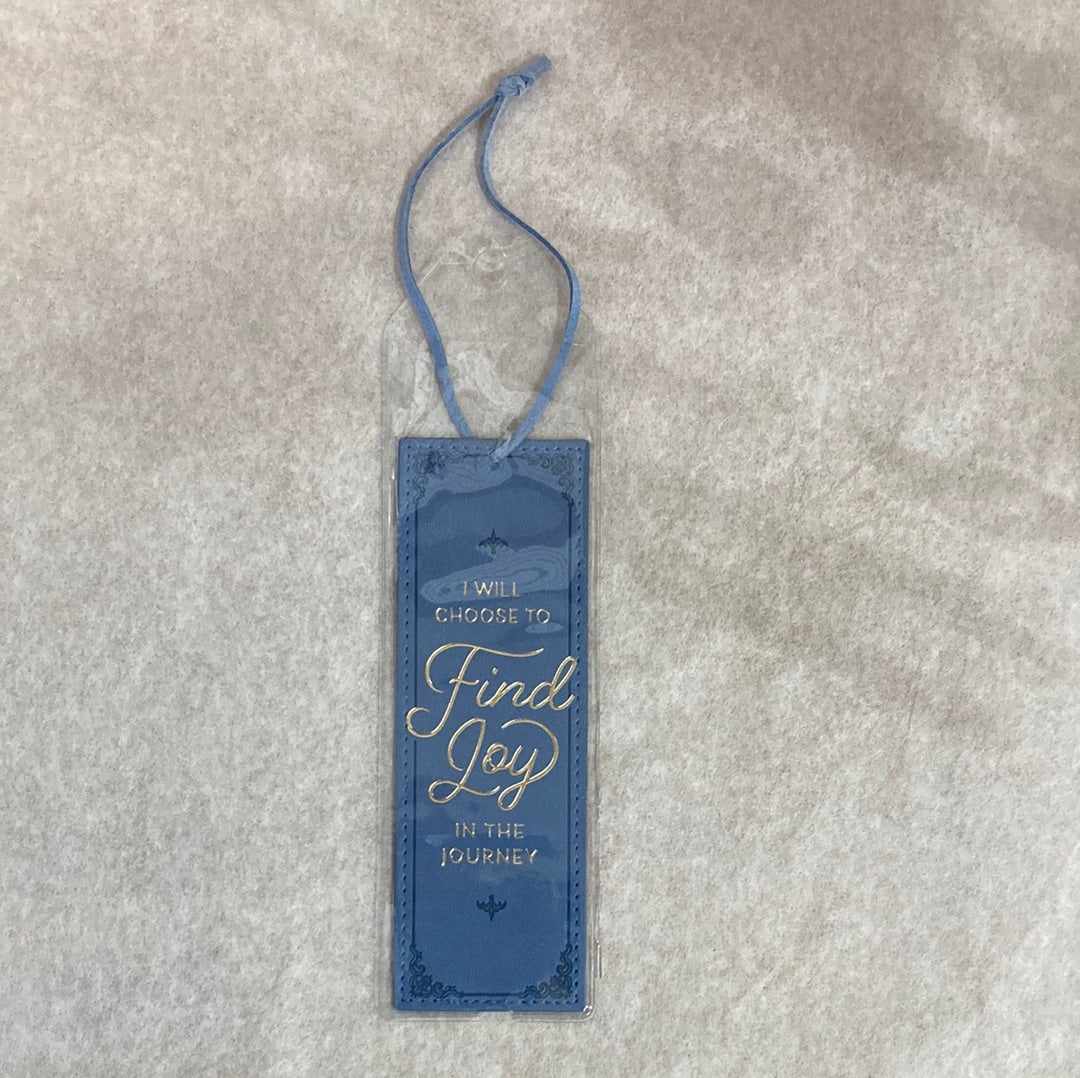 I WILL
CHOOSE TO
Find
Joy
IN THE
JOURNEY